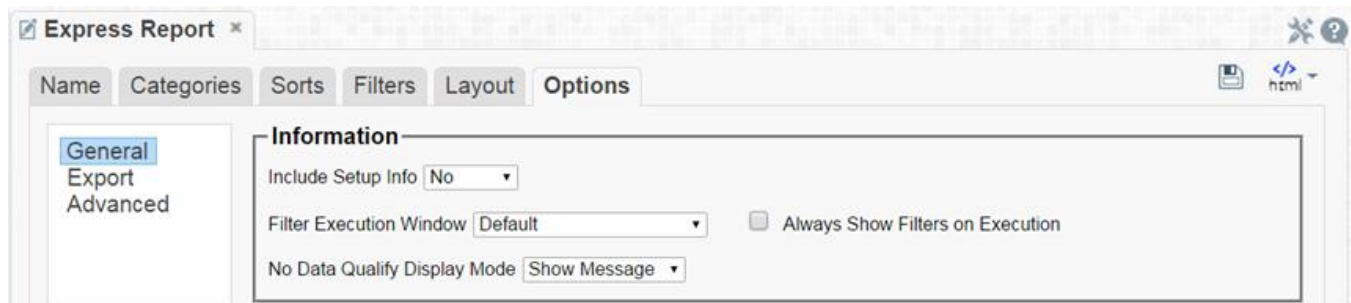 Express Report
Name Categories Sorts Filters Layout Options
</> html
General
Export
Advanced
Information
Include Setup Info No
Filter Execution Window Default Always Show Filters on Execution
No Data Qualify Display Mode Show Message